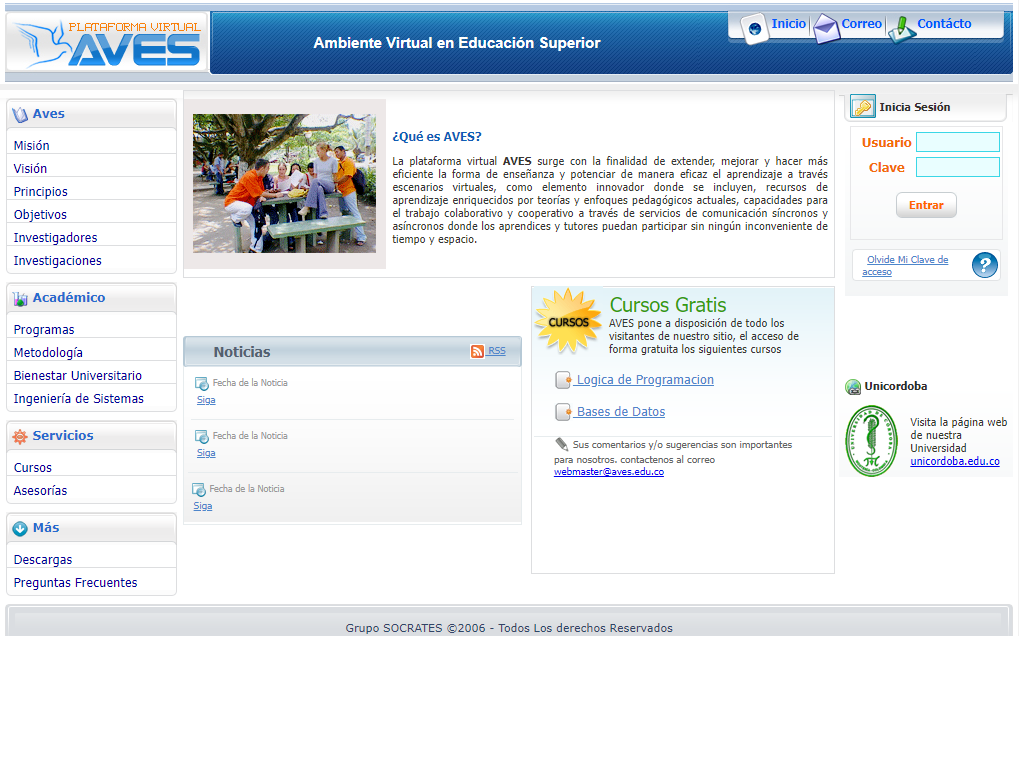 PLATAFORMA VIRTUAL
AVES
Ambiente Virtual en Educación Superior
Inicio
Correo
Contácto
Aves
Misión
Visión
Principios
Objetivos
Investigadores
Investigaciones
Académico
Programas
Metodología
Bienestar Universitario
Ingeniería de Sistemas
Servicios
Cursos
Asesorías
Más
Descargas
Preguntas Frecuentes
¿Qué es AVES?
La plataforma virtual AVES surge con la finalidad de extender, mejorar y hacer más
eficiente la forma de enseñanza y potenciar de manera eficaz el aprendizaje a través
escenarios virtuales, como elemento innovador donde se incluyen, recursos de
aprendizaje enriquecidos por teorías y enfoques pedagógicos actuales, capacidades para
el trabajo colaborativo y cooperativo a través de servicios de comunicación síncronos y
asíncronos donde los aprendices y tutores puedan participar sin ningún inconveniente de
tiempo y espacio.
Noticias
RSS
Fecha de la Noticia
Siga
Fecha de la Noticia
Siga
Fecha de la Noticia
Siga
CURSOS
Cursos Gratis
AVES pone a disposición de todo los
visitantes de nuestro sitio, el acceso de
forma gratuita los siguientes cursos
Logica de Programacion
Bases de Datos
Sus comentarios y/o sugerencias son importantes
para nosotros. contactenos al correo
webmaster@aves.edu.co
Inicia Sesión
Usuario
Clave
Entrar
Olvide Mi Clave de
acceso
?
Unicordoba
Visita la página web
de nuestra
Universidad
unicordoba.edu.co
Grupo SOCRATES ©2006 - Todos Los derechos Reservados